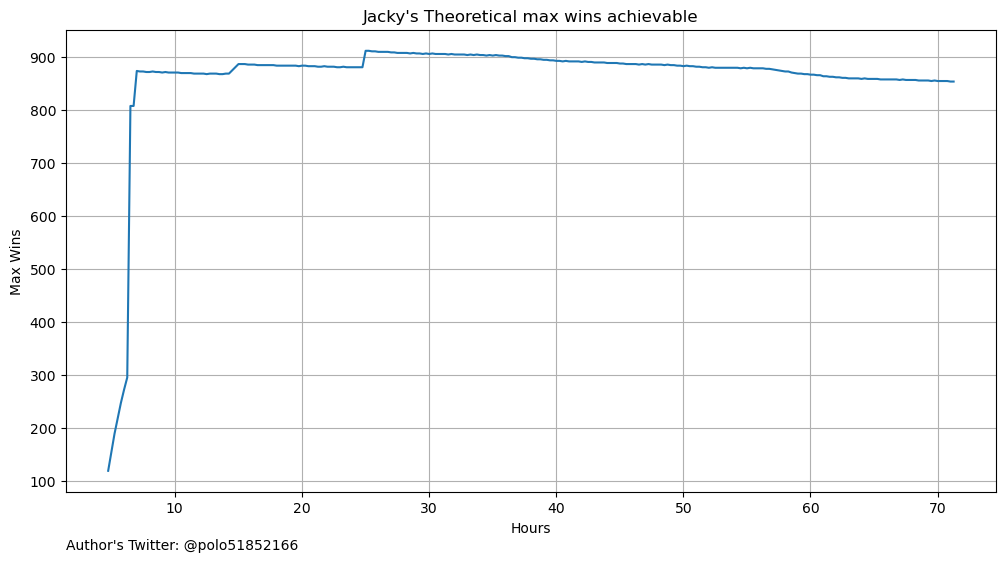 Jacky's Theoretical max wins achievable
Max Wins
900
800
700
600
500
400
300
200
100
10 20 30 40 50 60 70
Hours
Author's Twitter: @polo51852166